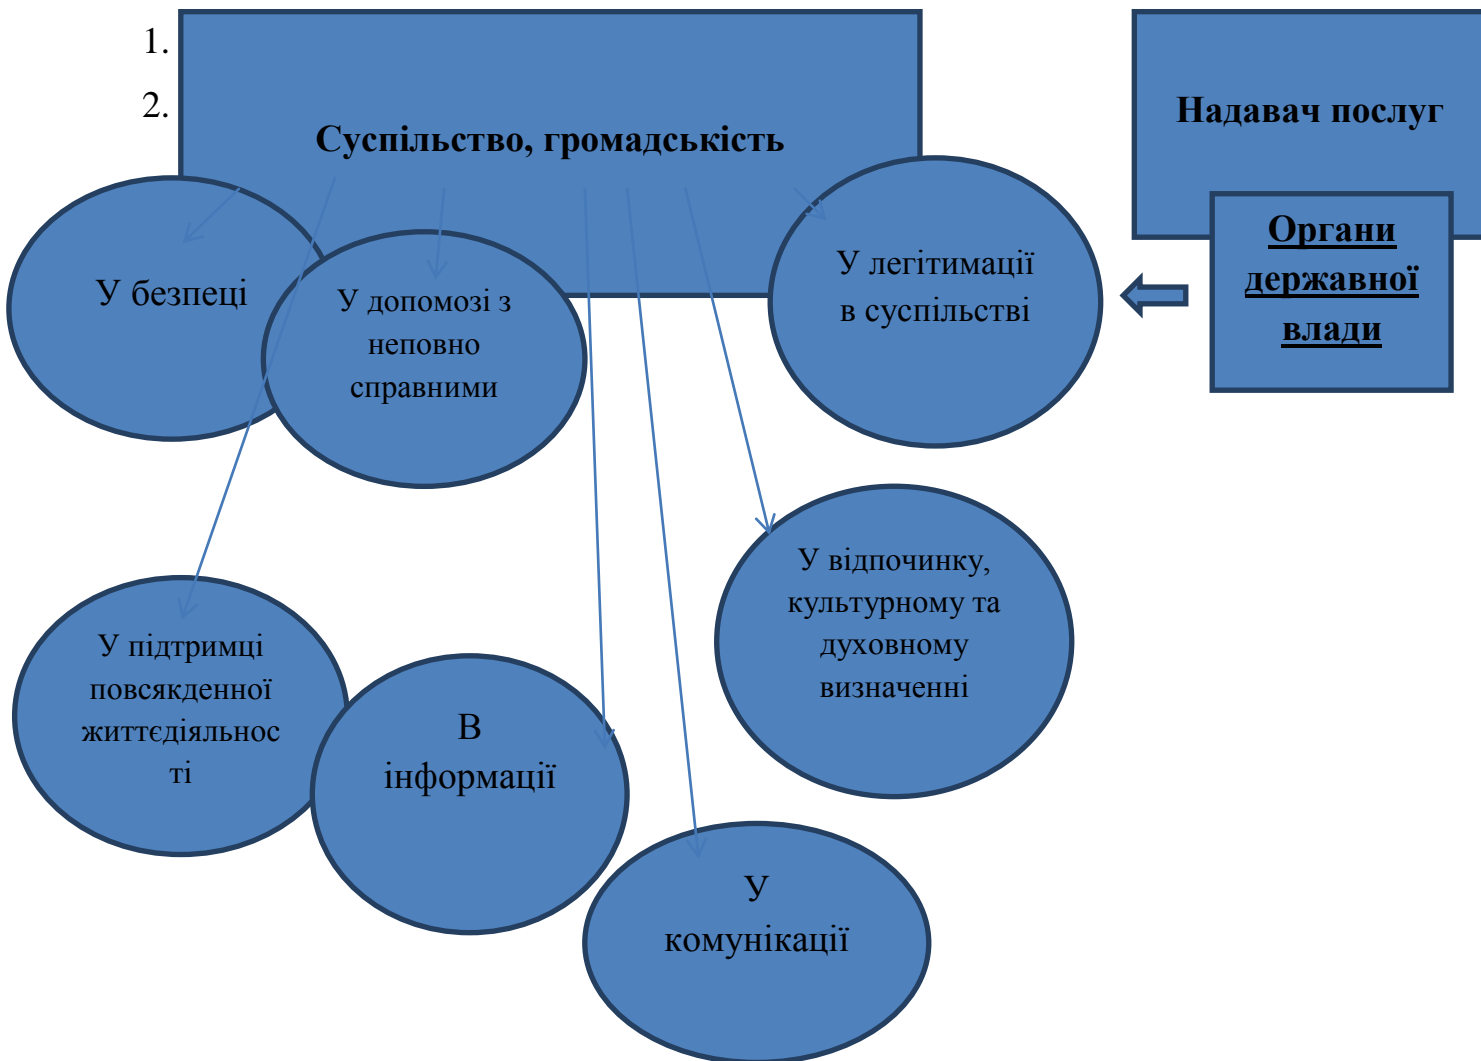 1.
2.
Суспільство, громадськість
Надавач послуг
Органи
державної
влади
У безпеці
У допомозі з
неповно
справними
У легітимації
в суспільстві
У відпочинку,
культурному та
духовному
визначенні
У підтримці
повсякденної
життєдіяльнос
ті
В
інформації
У
комунікації